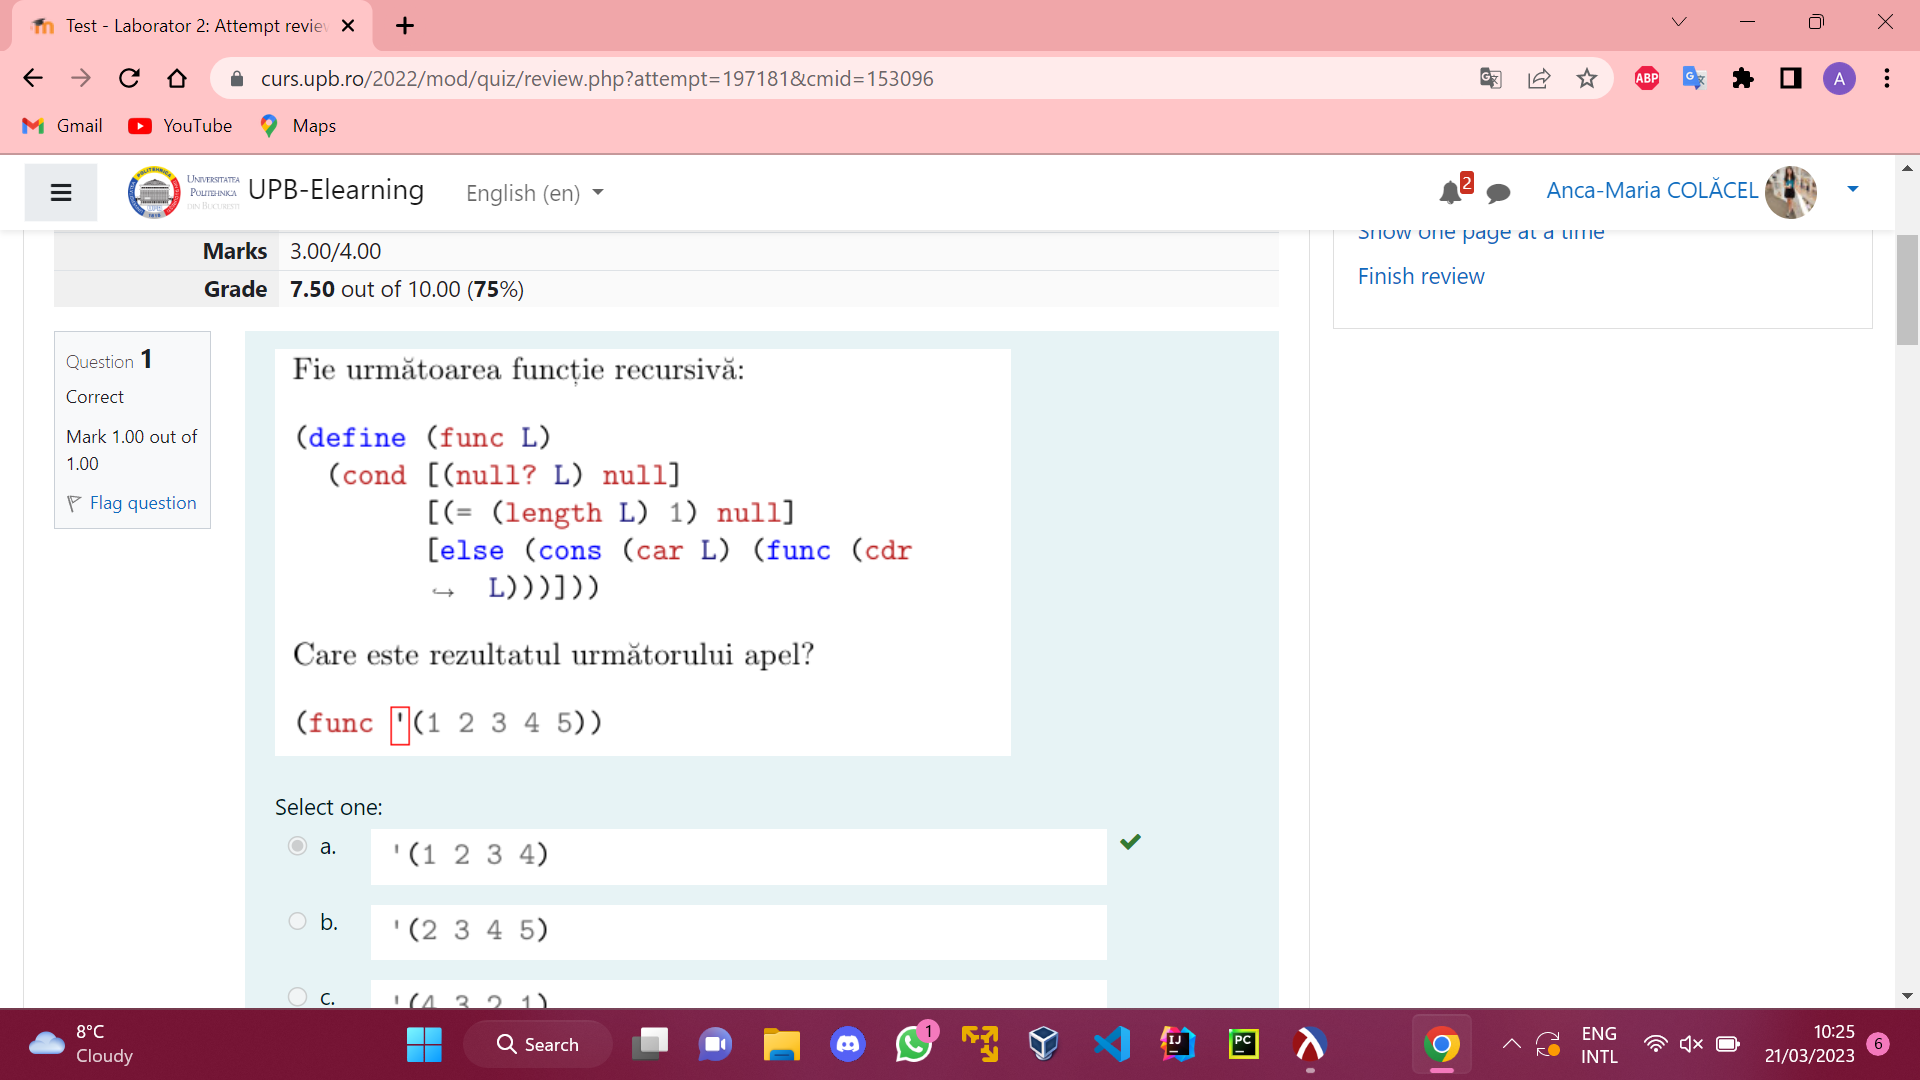 Test - Laborator 2: Attempt review
curs.upb.ro/2022/mod/quiz/review.php?attempt=197181&cmid=153096
ABP
A
Gmail
YouTube
Maps
UNIVERSITATEA
POLITEHNICA
DIN BUCUREȘTI
UPB-Elearning
English (en)
2
Anca-Maria COLĂCEL
Show one page at a time
Finish review
Marks 3.00/4.00
Grade 7.50 out of 10.00 (75%)
Question 1
Correct
Mark 1.00 out of
1.00
Flag question
Fie următoarea funcție recursivă:
(define (func L)
(cond [(null? L) null]
[(= (length L) 1) null]
[else (cons (car L) (func (cdr
↪ L)))]))
Care este rezultatul următorului apel?
(func '(1 2 3 4 5))
Select one:
a. '(1 2 3 4)
b. '(2 3 4 5)
c. '(4 3 2 1)
8°C
Cloudy
Search
1
IJ
PC
ENG
INTL
10:25
21/03/2023
6